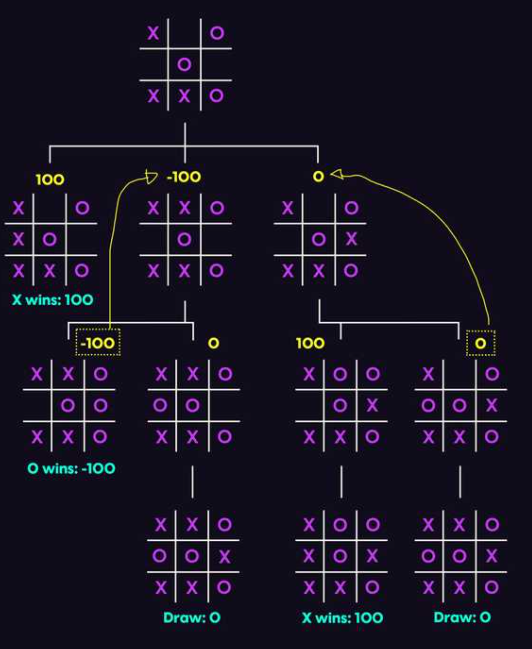 X O
O
X X O
100 -100 0
X O X X O X O
X O O O X
X X O X X O X X O
X wins: 100
-100 0 100 0
X X O X X O X O O X O
O O O O O X O O X
X X O X X O X X O X X O
O wins: -100
X X O X O O X X O
O O X X O X O O X
X X O X X O X X O
Draw: 0 X wins: 100 Draw: 0